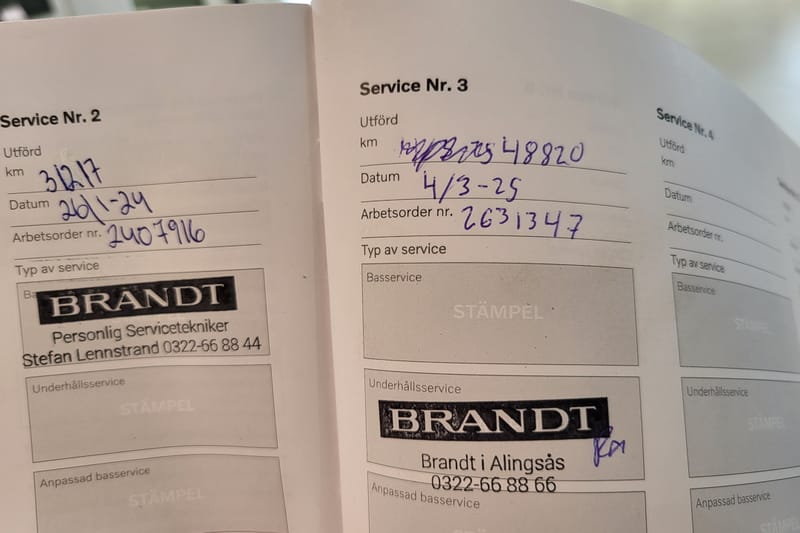 Service Nr. 2
Utförd
km 31217
Datum 26/1-24
Arbetsorder nr. 2407916
Typ av service
BRANDT
Personlig Servicetekniker
Stefan Lennstrand 0322-66 88 44
Underhållsservice
STÄMPEL
Anpassad basservice
STÄMPEL
Service Nr. 3
Utförd
km 48820
Datum 4/3-25
Arbetsorder nr. 2631347
Typ av service
Basservice
STÄMPEL
Underhållsservice
BRANDT
Brandt i Alingsås
0322-66 88 66
Anpassad basservice
Service Nr. 4
Utförd
km
Datum
Arbetsorder nr.
Typ av service
Basservice
STÄMPEL
Underhållsservice
STÄMPEL
Anpassad basservice